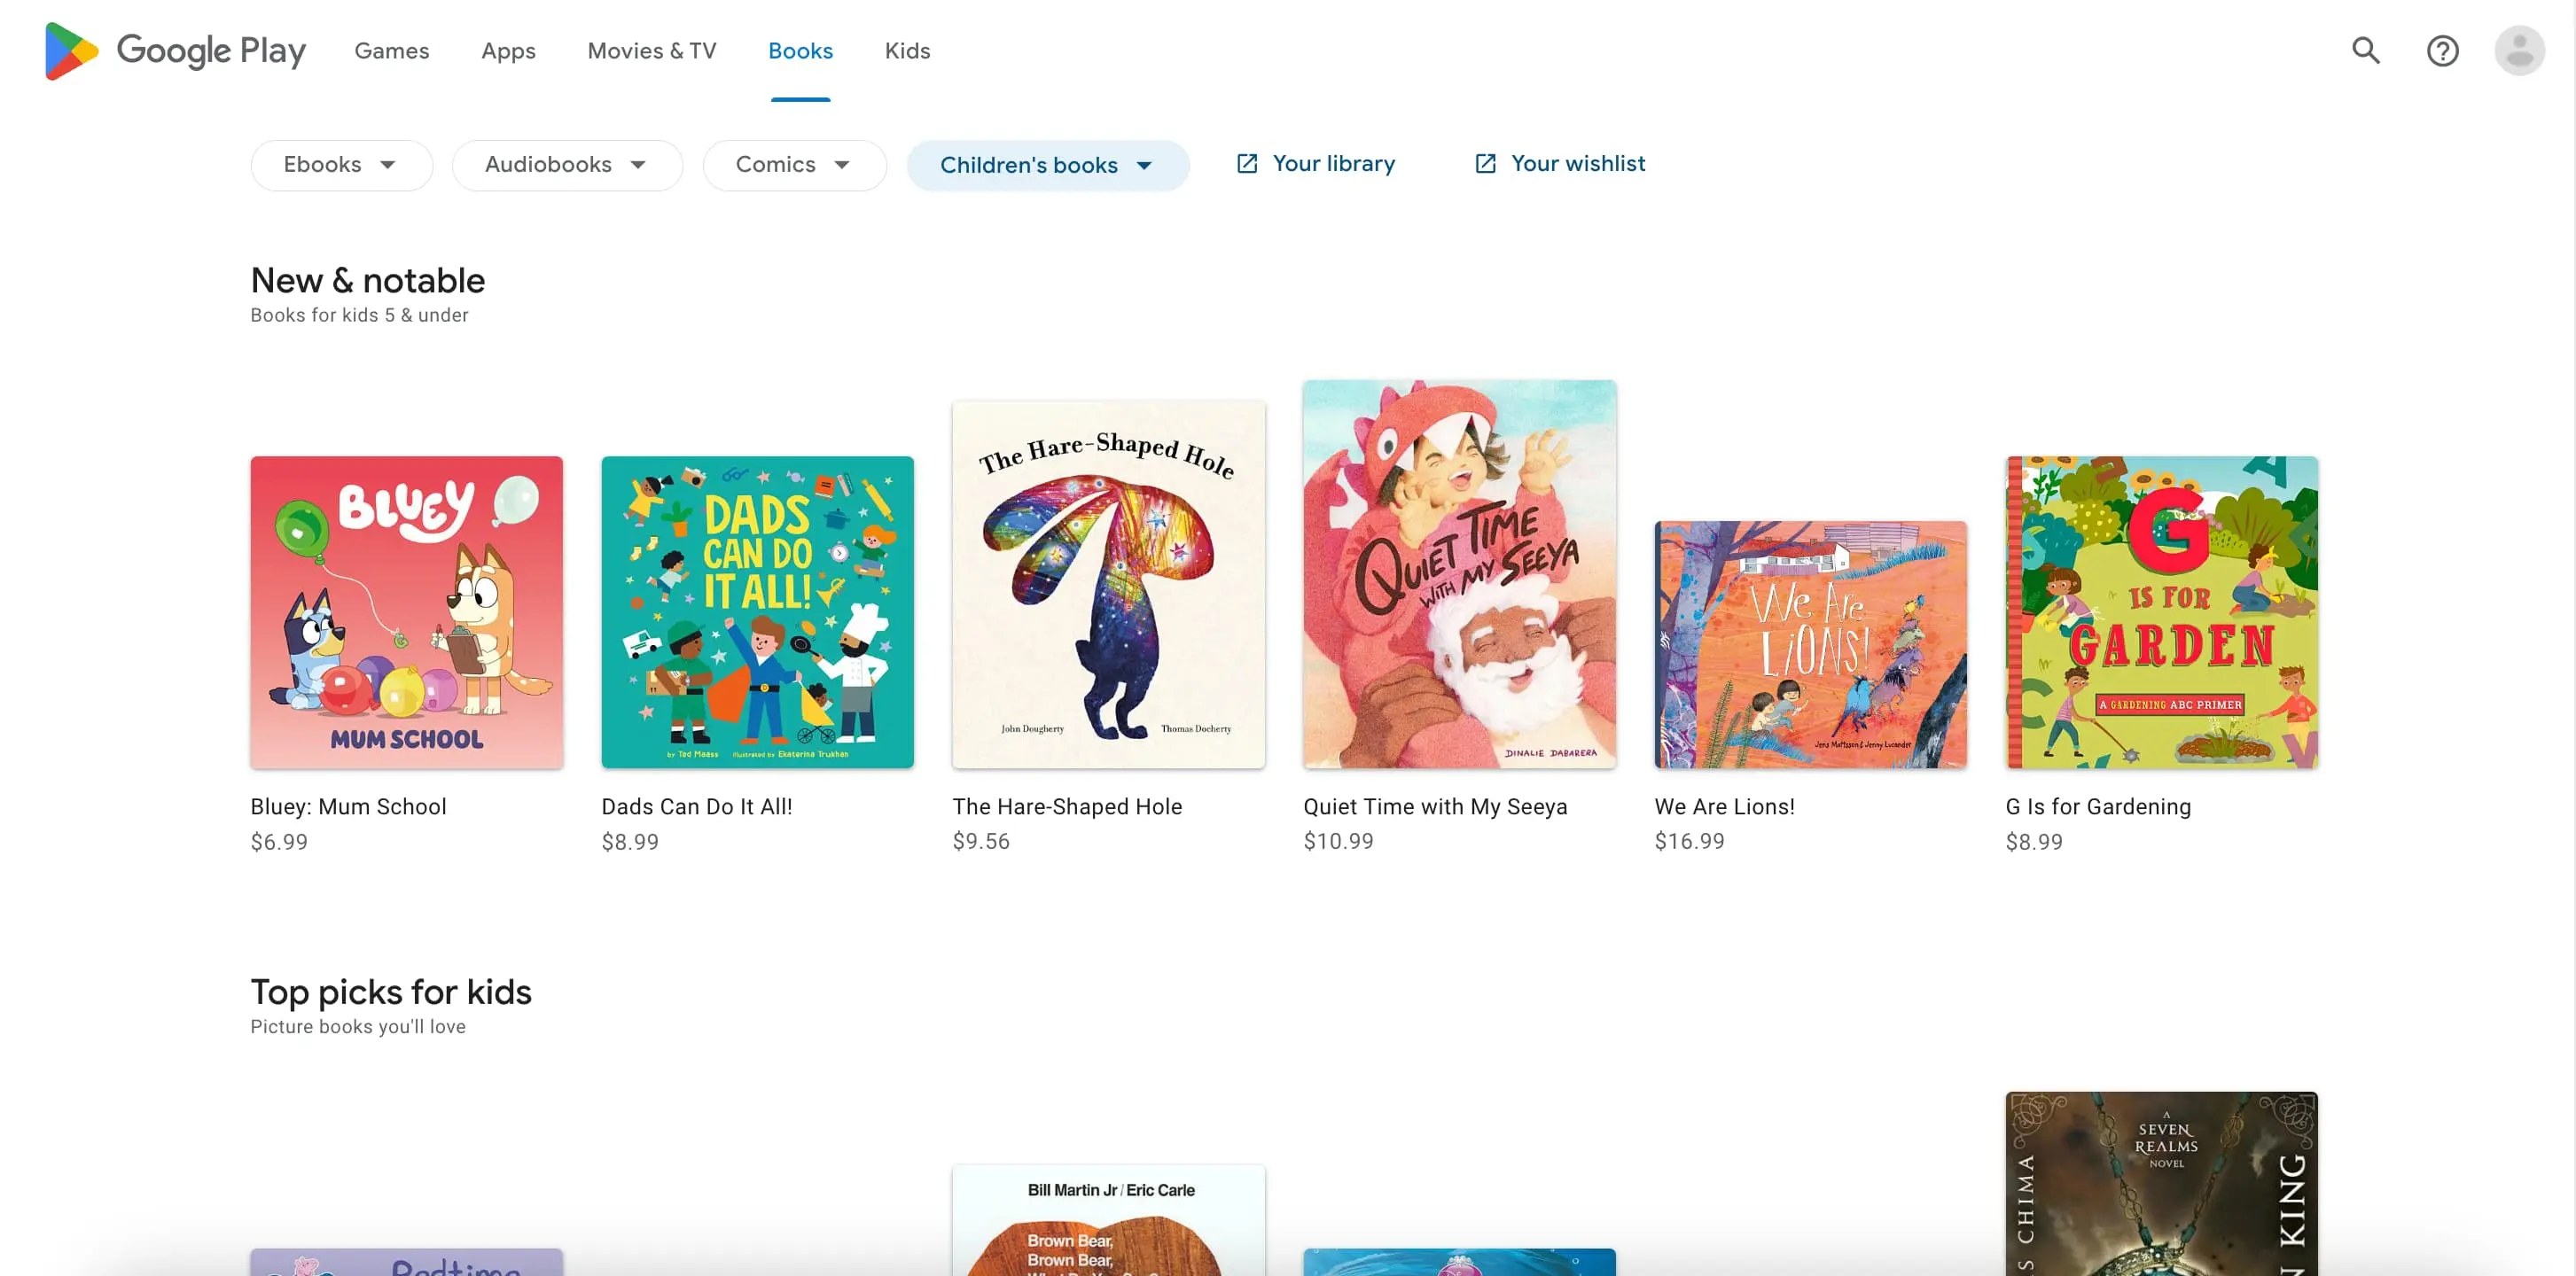 Google Play
Games
Apps
Movies & TV
Books
Kids
Ebooks
Audiobooks
Comics
Children's books
Your library
Your wishlist
New & notable
Books for kids 5 & under
BLUEY
MUM SCHOOL
DADS
CAN DO
IT ALL!
by Ted Maass
Illustrated by Ekaterina Trukhan
The Hare-Shaped Hole
John Dougherty
Thomas Docherty
QUIET TIME
WITH MY SEEYA
DINALIE DABARERA
We Are
LiONS!
Jens Mattsson & Jenny Lucander
G
IS FOR
GARDEN
A GARDENING ABC PRIMER
Bluey: Mum School
$6.99
Dads Can Do It All!
$8.99
The Hare-Shaped Hole
$9.56
Quiet Time with My Seeya
$10.99
We Are Lions!
$16.99
G Is for Gardening
$8.99
Top picks for kids
Picture books you'll love
Bedtime
Bill Martin Jr / Eric Carle
Brown Bear,
Brown Bear,
A
SEVEN
REALMS
NOVEL
CHIMA
KING